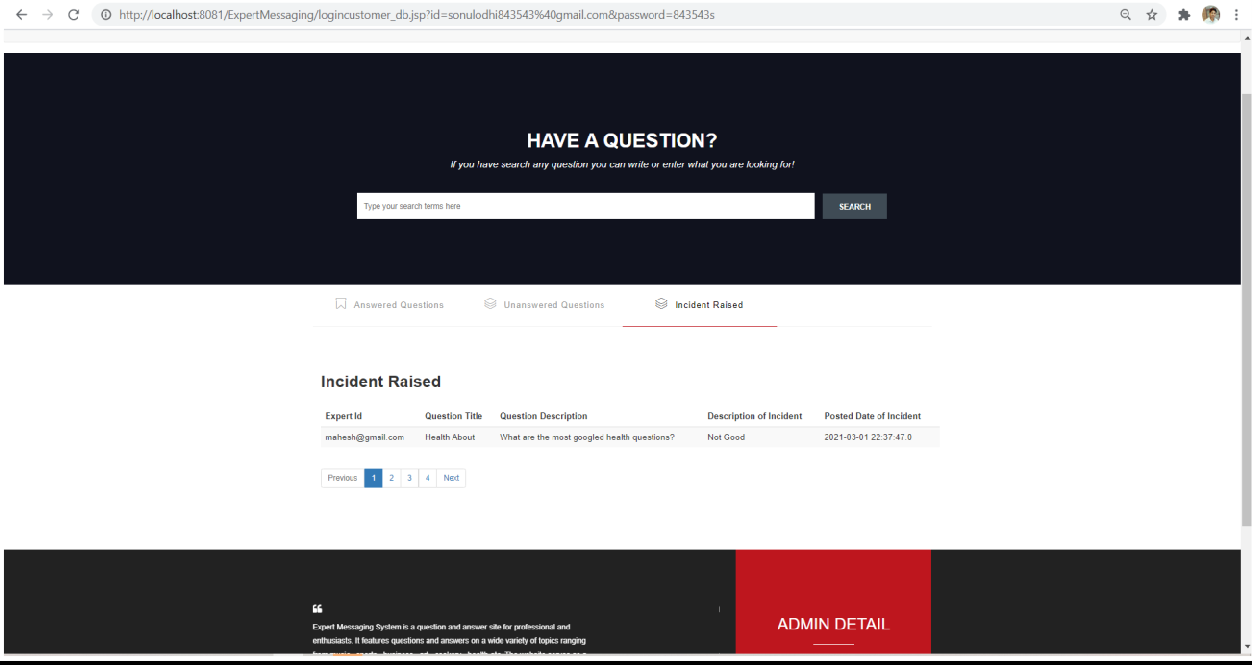 http://localhost:8081/ExpertMessaging/logincustomer_db.jsp?id=sonulodhi843543%40gmail.com&password=843543s
HAVE A QUESTION?
If you have search any question you can write or enter what you are looking for!
Type your search terms here
SEARCH
Answered Questions
Unanswered Questions
Incident Raised
Incident Raised
Expert Id Question Title Question Description Description of Incident Posted Date of Incident
mahesh@gmail.com Health About What are the most googled health questions? Not Good 2021-03-01 22:37:47.0
Previous 1 2 3 4 Next
Expert Messaging System is a question and answer site for professional and
enthusiasts. It features questions and answers on a wide variety of topics ranging
ADMIN DETAIL